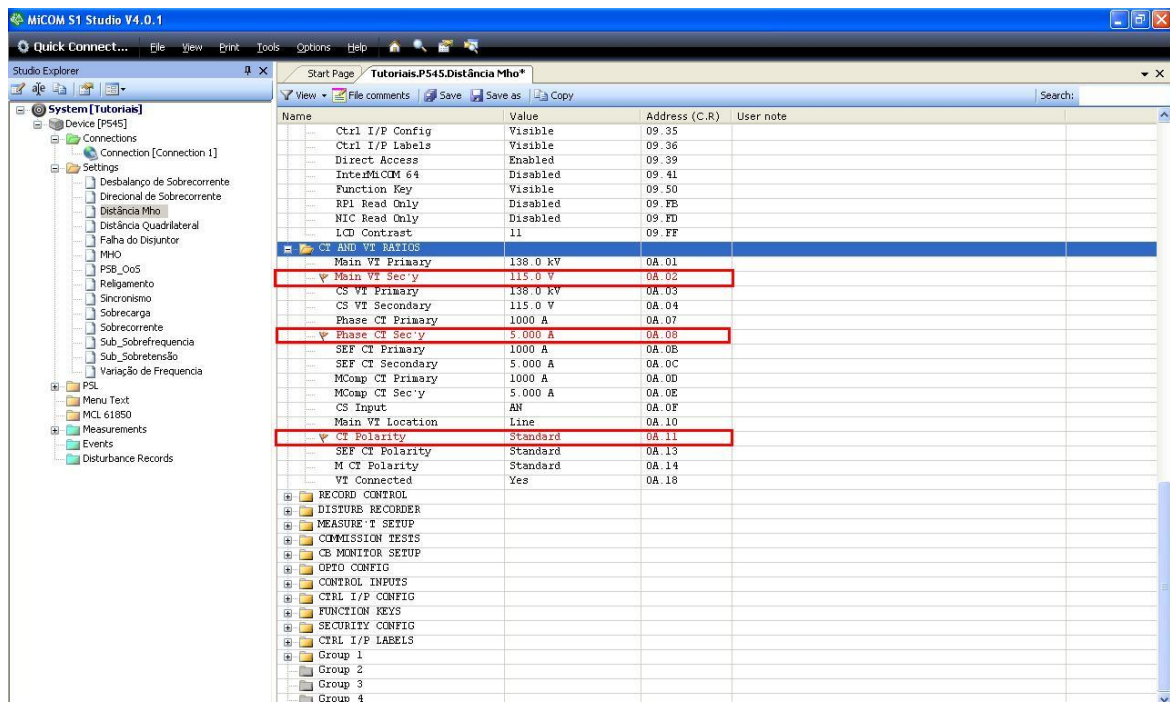 MiCOM S1 Studio V4.0.1
Quick Connect... File View Print Tools Options Help
Studio Explorer
System [Tutoriais]
Device [P545]
Connections
Connection [Connection 1]
Settings
Desbalanço de Sobrecorrente
Direcional de Sobrecorrente
Distância Mho
Distância Quadrilateral
Falha do Disjuntor
MHO
PSB_OoS
Religamento
Sincronismo
Sobrecarga
Sobrecorrente
Sub_Sobrefrequencia
Sub_Sobretensão
Variação de Frequencia
PSL
Menu Text
MCL 61850
Measurements
Events
Disturbance Records
Start Page Tutoriais.P545.Distância Mho*
View File comments Save Save as Copy Search:
Name Value Address (C.R) User note
Ctrl I/P Config Visible 09.35
Ctrl I/P Labels Visible 09.36
Direct Access Enabled 09.39
InterMiCOM 64 Disabled 09.41
Function Key Visible 09.50
RP1 Read Only Disabled 09.FB
NIC Read Only Disabled 09.FD
LCD Contrast 11 09.FF
CT AND VT RATIOS
Main VT Primary 138.0 kV 0A.01
Main VT Sec'y 115.0 V 0A.02
CS VT Primary 138.0 kV 0A.03
CS VT Secondary 115.0 V 0A.04
Phase CT Primary 1000 A 0A.07
Phase CT Sec'y 5.000 A 0A.08
SEF CT Primary 1000 A 0A.0B
SEF CT Secondary 5.000 A 0A.0C
MComp CT Primary 1000 A 0A.0D
MComp CT Sec'y 5.000 A 0A.0E
CS Input AN 0A.0F
Main VT Location Line 0A.10
CT Polarity Standard 0A.11
SEF CT Polarity Standard 0A.13
M CT Polarity Standard 0A.14
VT Connected Yes 0A.18
RECORD CONTROL
DISTURB RECORDER
MEASURE'T SETUP
COMMISSION TESTS
CB MONITOR SETUP
OPTO CONFIG
CONTROL INPUTS
CTRL I/P CONFIG
FUNCTION KEYS
SECURITY CONFIG
CTRL I/P LABELS
Group 1
Group 2
Group 3
Group 4